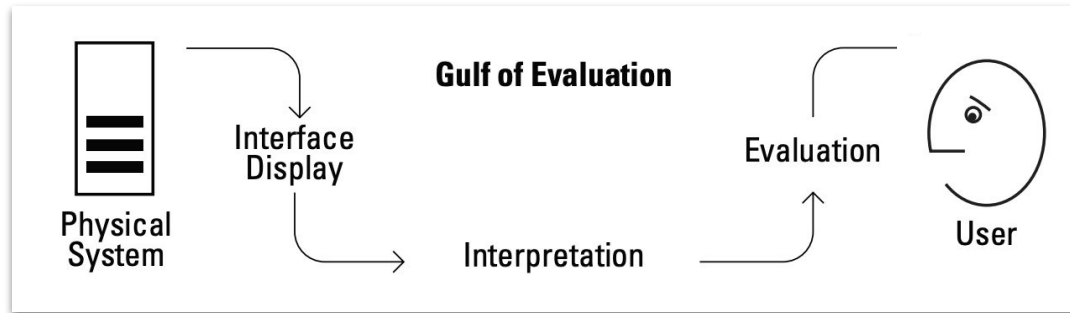 Gulf of Evaluation
Physical
System
Interface
Display
Interpretation
Evaluation
User